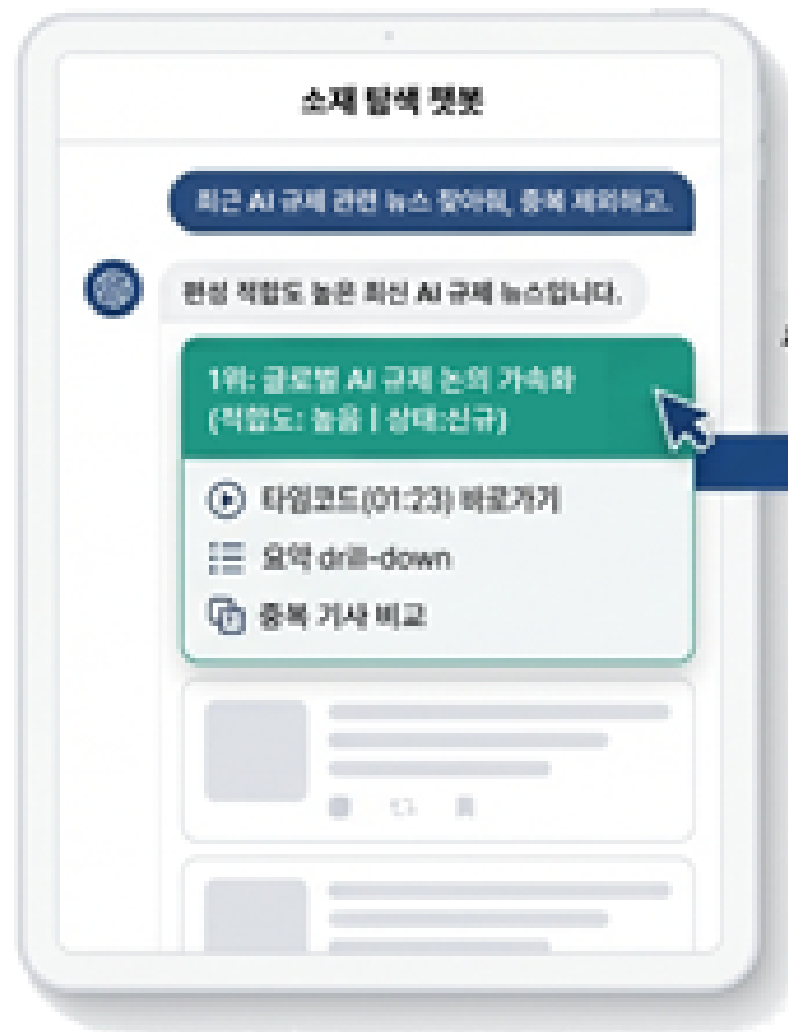 소재 탐색 챗봇
최근 AI 규제 관련 뉴스 찾아줘, 중복 제외하고.
편성 적합도 높은 최신 AI 규제 뉴스입니다.
1위: 글로벌 AI 규제 논의 가속화
(적합도: 높음 | 상태:신규)
타임코드(01:23) 바로가기
요약 drill-down
중복 기사 비교